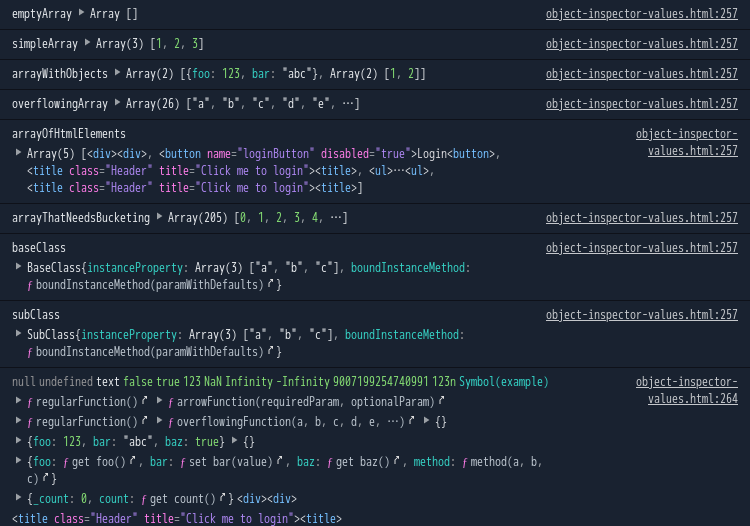 emptyArray Array [] object-inspector-values.html:257
simpleArray Array(3) [1, 2, 3] object-inspector-values.html:257
arrayWithObjects Array(2) [{foo: 123, bar: "abc"}, Array(2) [1, 2]] object-inspector-values.html:257
overflowingArray Array(26) ["a", "b", "c", "d", "e", …] object-inspector-values.html:257
arrayOfHtmlElements object-inspector-
values.html:257
Array(5) [<div><div>, <button name="loginButton" disabled="true">Login<button>,
<title class="Header" title="Click me to login"><title>, <ul>…<ul>,
<title class="Header" title="Click me to login"><title>]
arrayThatNeedsBucketing Array(205) [0, 1, 2, 3, 4, …] object-inspector-values.html:257
baseClass object-inspector-values.html:257
BaseClass{instanceProperty: Array(3) ["a", "b", "c"], boundInstanceMethod:
ƒ boundInstanceMethod(paramWithDefaults) }
subClass object-inspector-values.html:257
SubClass{instanceProperty: Array(3) ["a", "b", "c"], boundInstanceMethod:
ƒ boundInstanceMethod(paramWithDefaults) }
null undefined text false true 123 NaN Infinity -Infinity 9007199254740991 123n Symbol(example) object-inspector-
values.html:264
ƒ regularFunction() ƒ arrowFunction(requiredParam, optionalParam)
ƒ regularFunction() ƒ overflowingFunction(a, b, c, d, e, …) {}
{foo: 123, bar: "abc", baz: true} {}
{foo: ƒ get foo() , bar: ƒ set bar(value) , baz: ƒ get baz() , method: ƒ method(a, b,
c) }
{_count: 0, count: ƒ get count() } <div><div>
<title class="Header" title="Click me to login"><title>